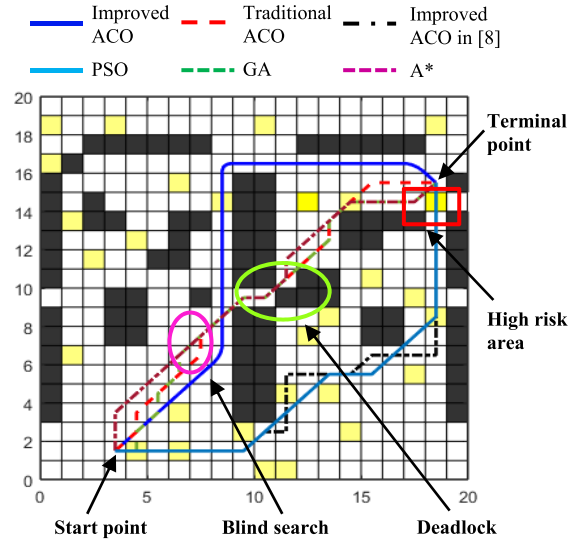 Improved ACO
Traditional ACO
Improved ACO in [8]
PSO
GA
A*
20
18
16
14
12
10
8
6
4
2
0
0
5
10
15
20
Terminal point
High risk area
Start point
Blind search
Deadlock